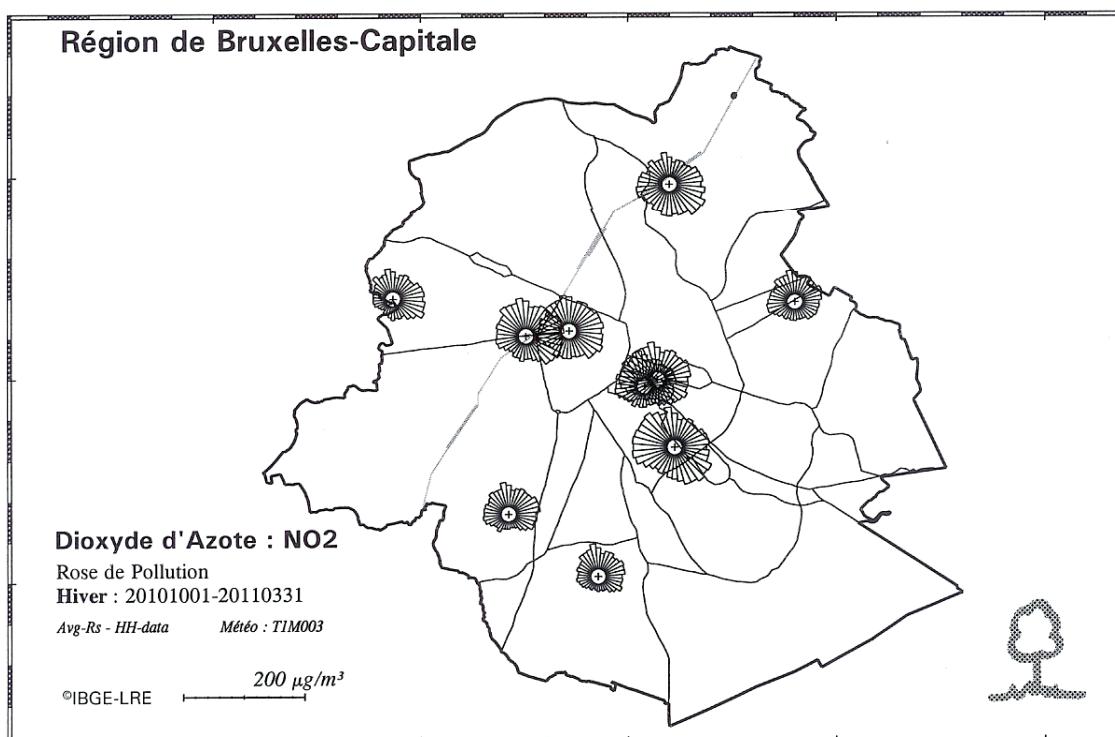 Région de Bruxelles-Capitale
Dioxyde d'Azote : NO2
Rose de Pollution
Hiver : 20101001-20110331
Avg-Rs - HH-data Météo : T1M003
200 µg/m³
©IBGE-LRE